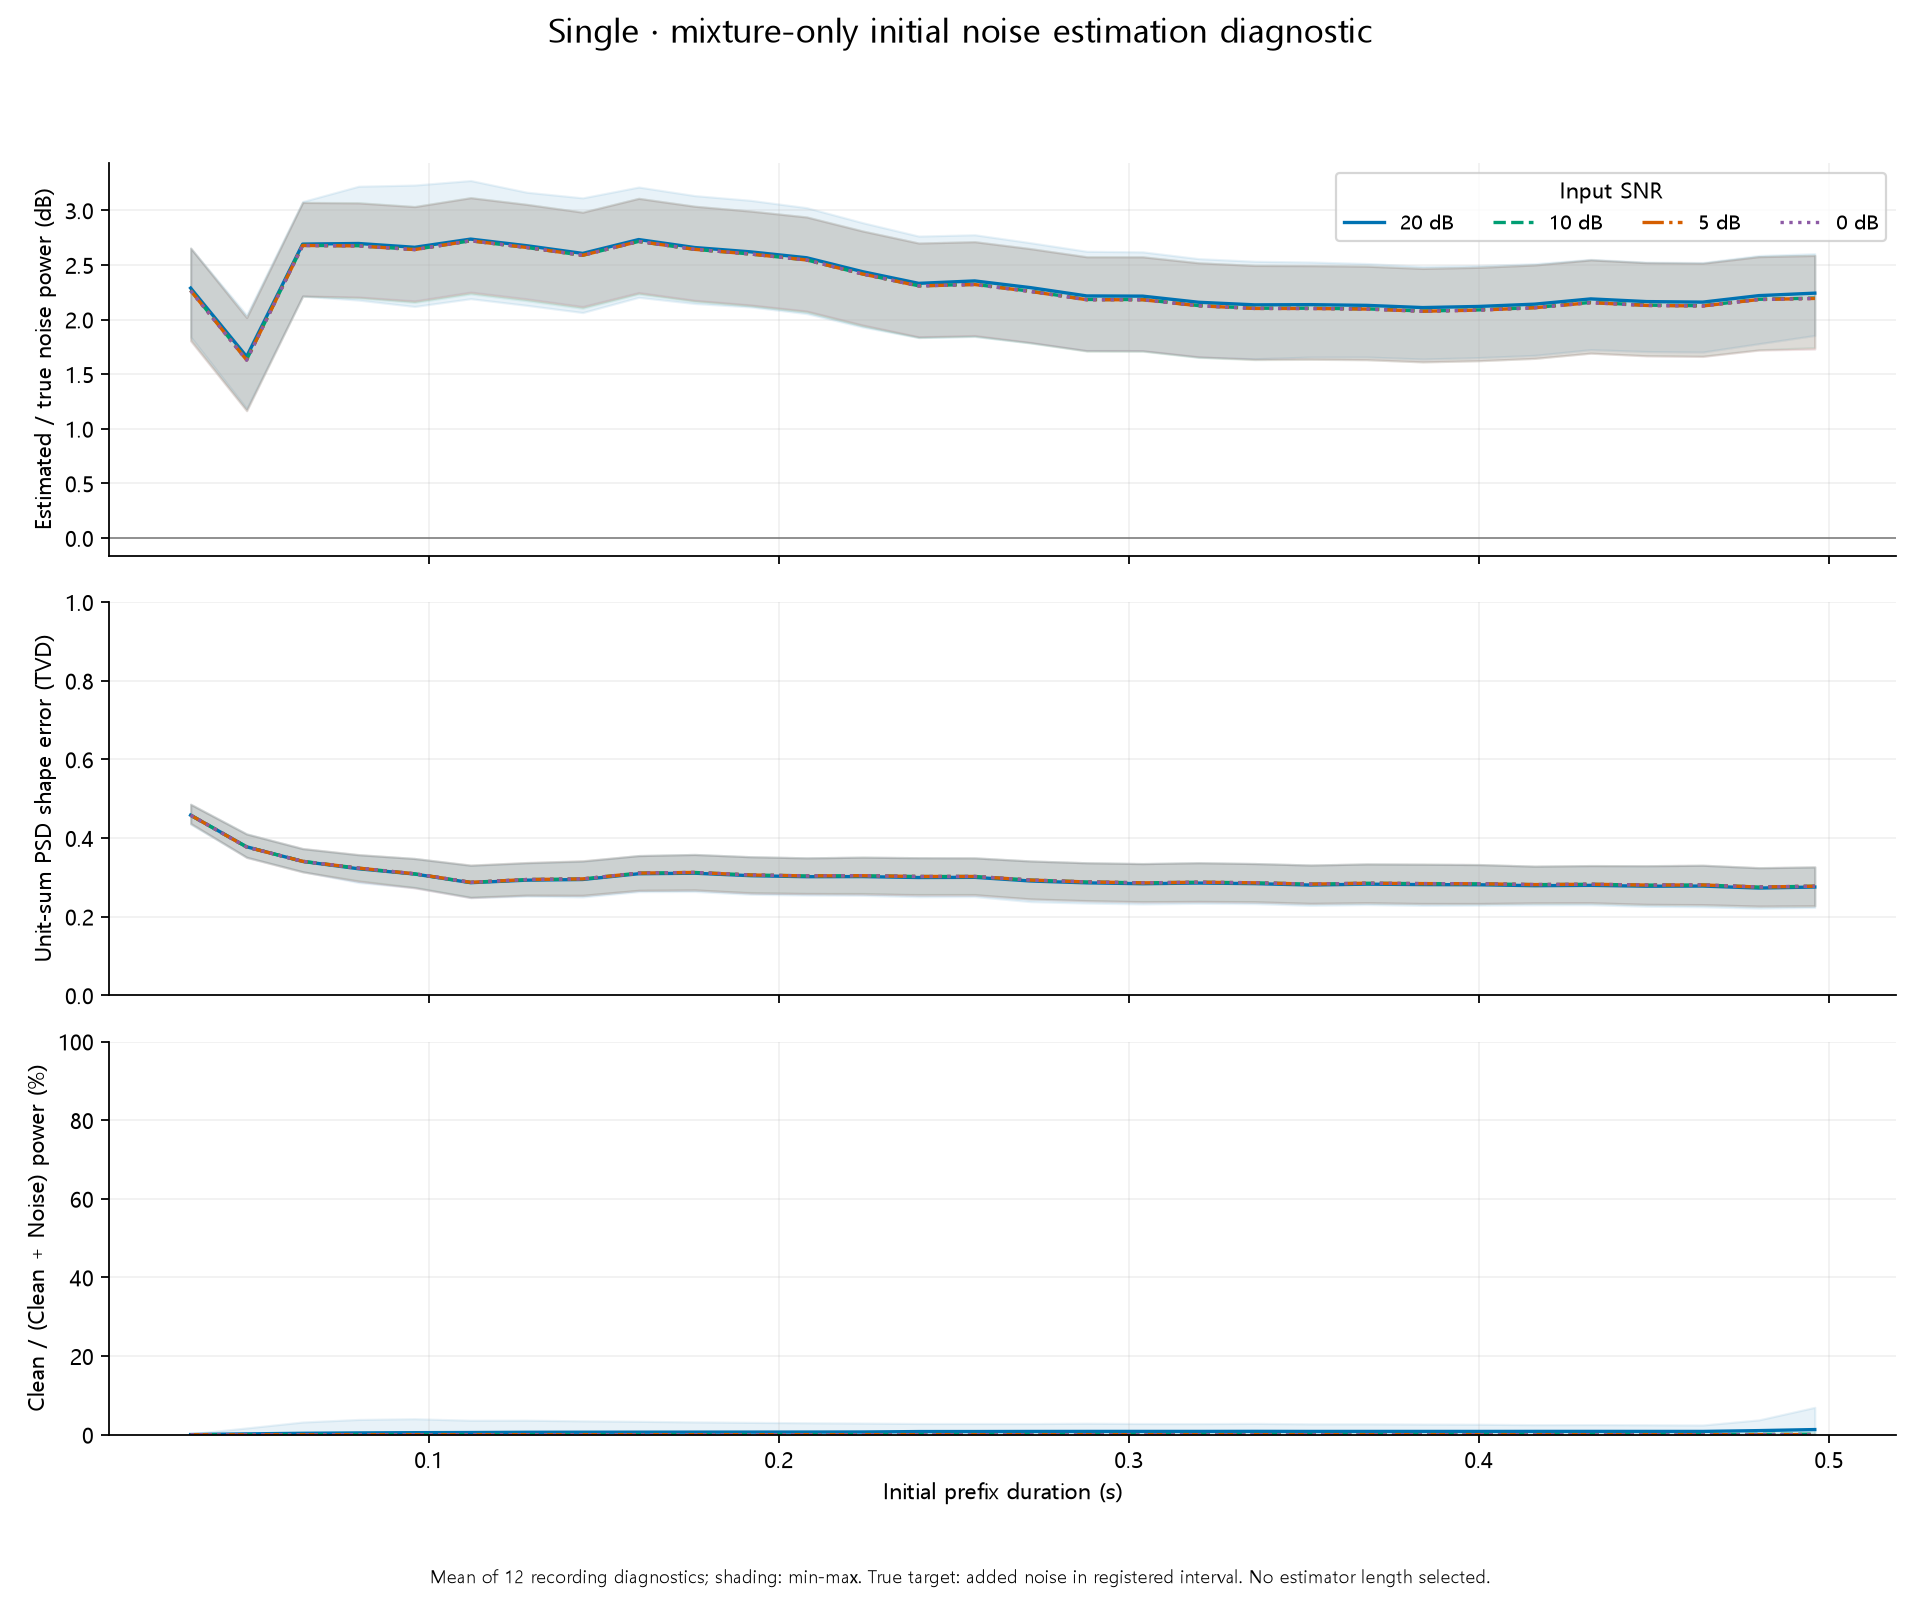 Single · mixture-only initial noise estimation diagnostic
Estimated / true noise power (dB)
3.0
2.5
2.0
1.5
1.0
0.5
0.0
Input SNR
20 dB
10 dB
5 dB
0 dB
Unit-sum PSD shape error (TVD)
1.0
0.8
0.6
0.4
0.2
0.0
Clean / (Clean + Noise) power (%)
100
80
60
40
20
0
0.1
0.2
0.3
0.4
0.5
Initial prefix duration (s)
Mean of 12 recording diagnostics; shading: min-max. True target: added noise in registered interval. No estimator length selected.